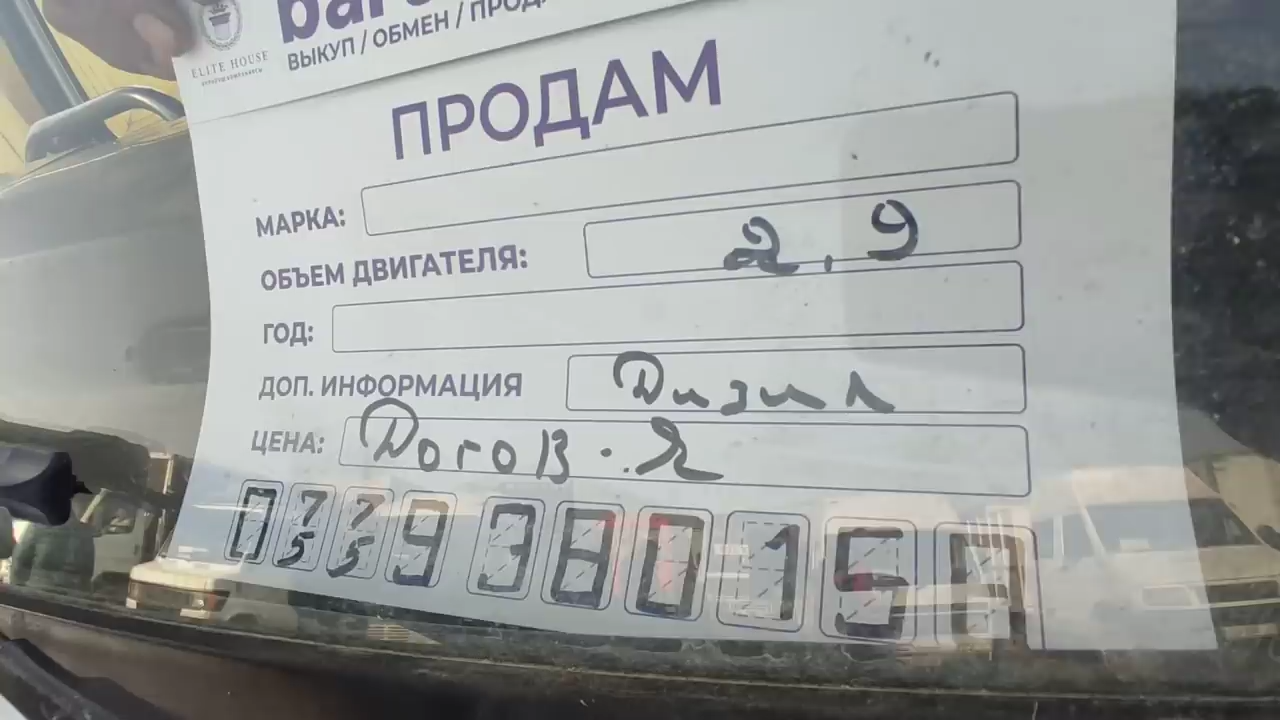 ELITE HOUSE
ВЫКУП / ОБМЕН /
ПРОДАМ
МАРКА:
ОБЪЕМ ДВИГАТЕЛЯ: 2,9
ГОД:
ДОП. ИНФОРМАЦИЯ Дизил
ЦЕНА: Догов-.Я